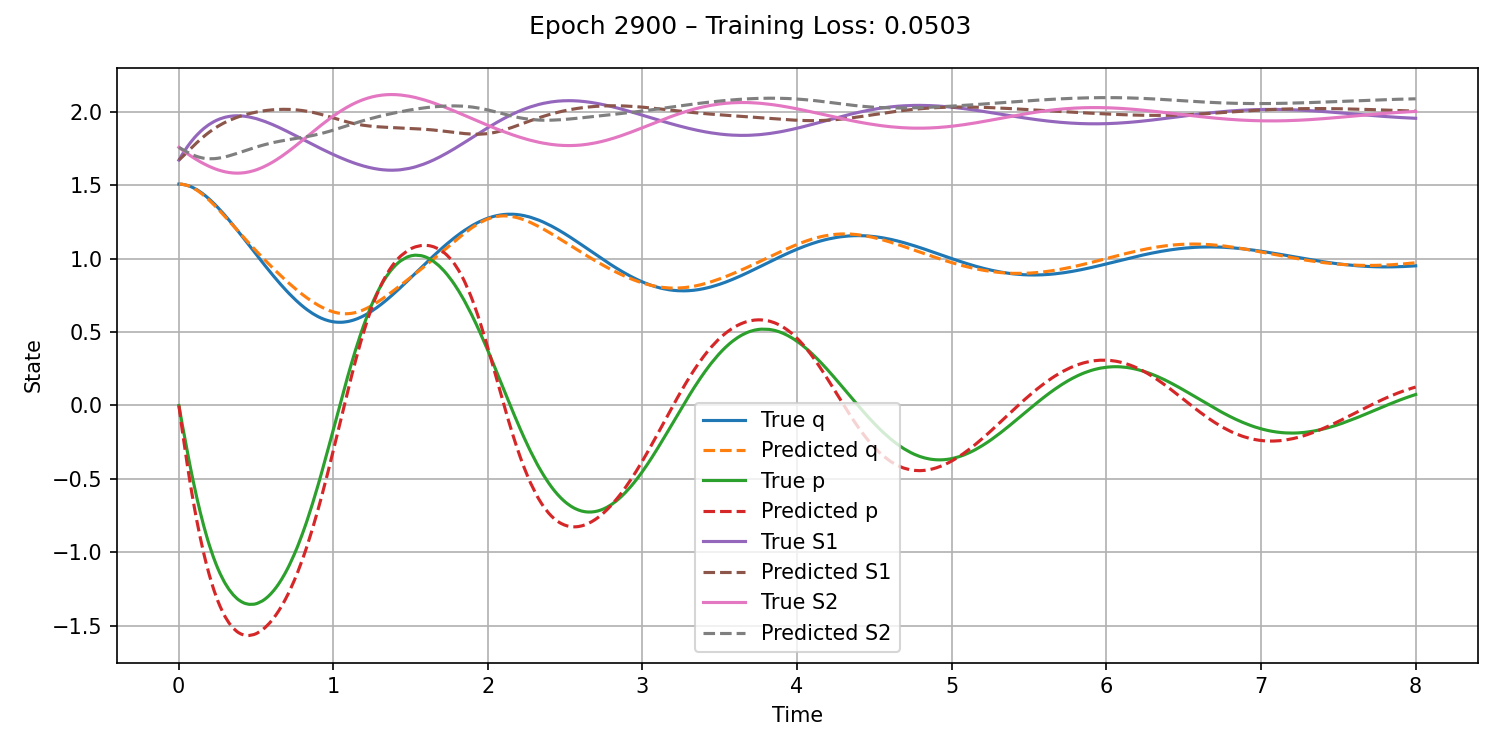 Epoch 2900 – Training Loss: 0.0503
State
2.0
1.5
1.0
0.5
0.0
−0.5
−1.0
−1.5
True q
Predicted q
True p
Predicted p
True S1
Predicted S1
True S2
Predicted S2
0 1 2 3 4 5 6 7 8
Time